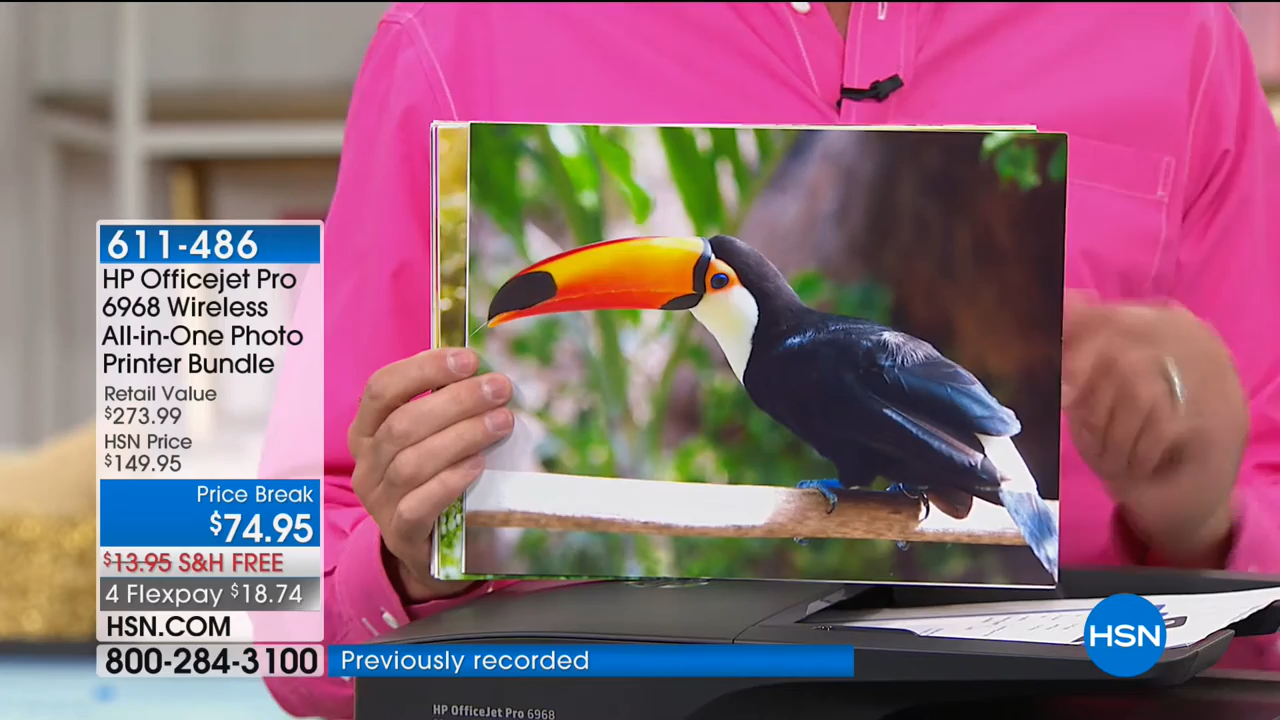 611-486
HP Officejet Pro
6968 Wireless
All-in-One Photo
Printer Bundle
Retail Value
$273.99
HSN Price
$149.95
Price Break
$74.95
$13.95 S&H FREE
4 Flexpay $18.74
HSN.COM
800-284-3100
Previously recorded
HSN
HP OfficeJet Pro 6968